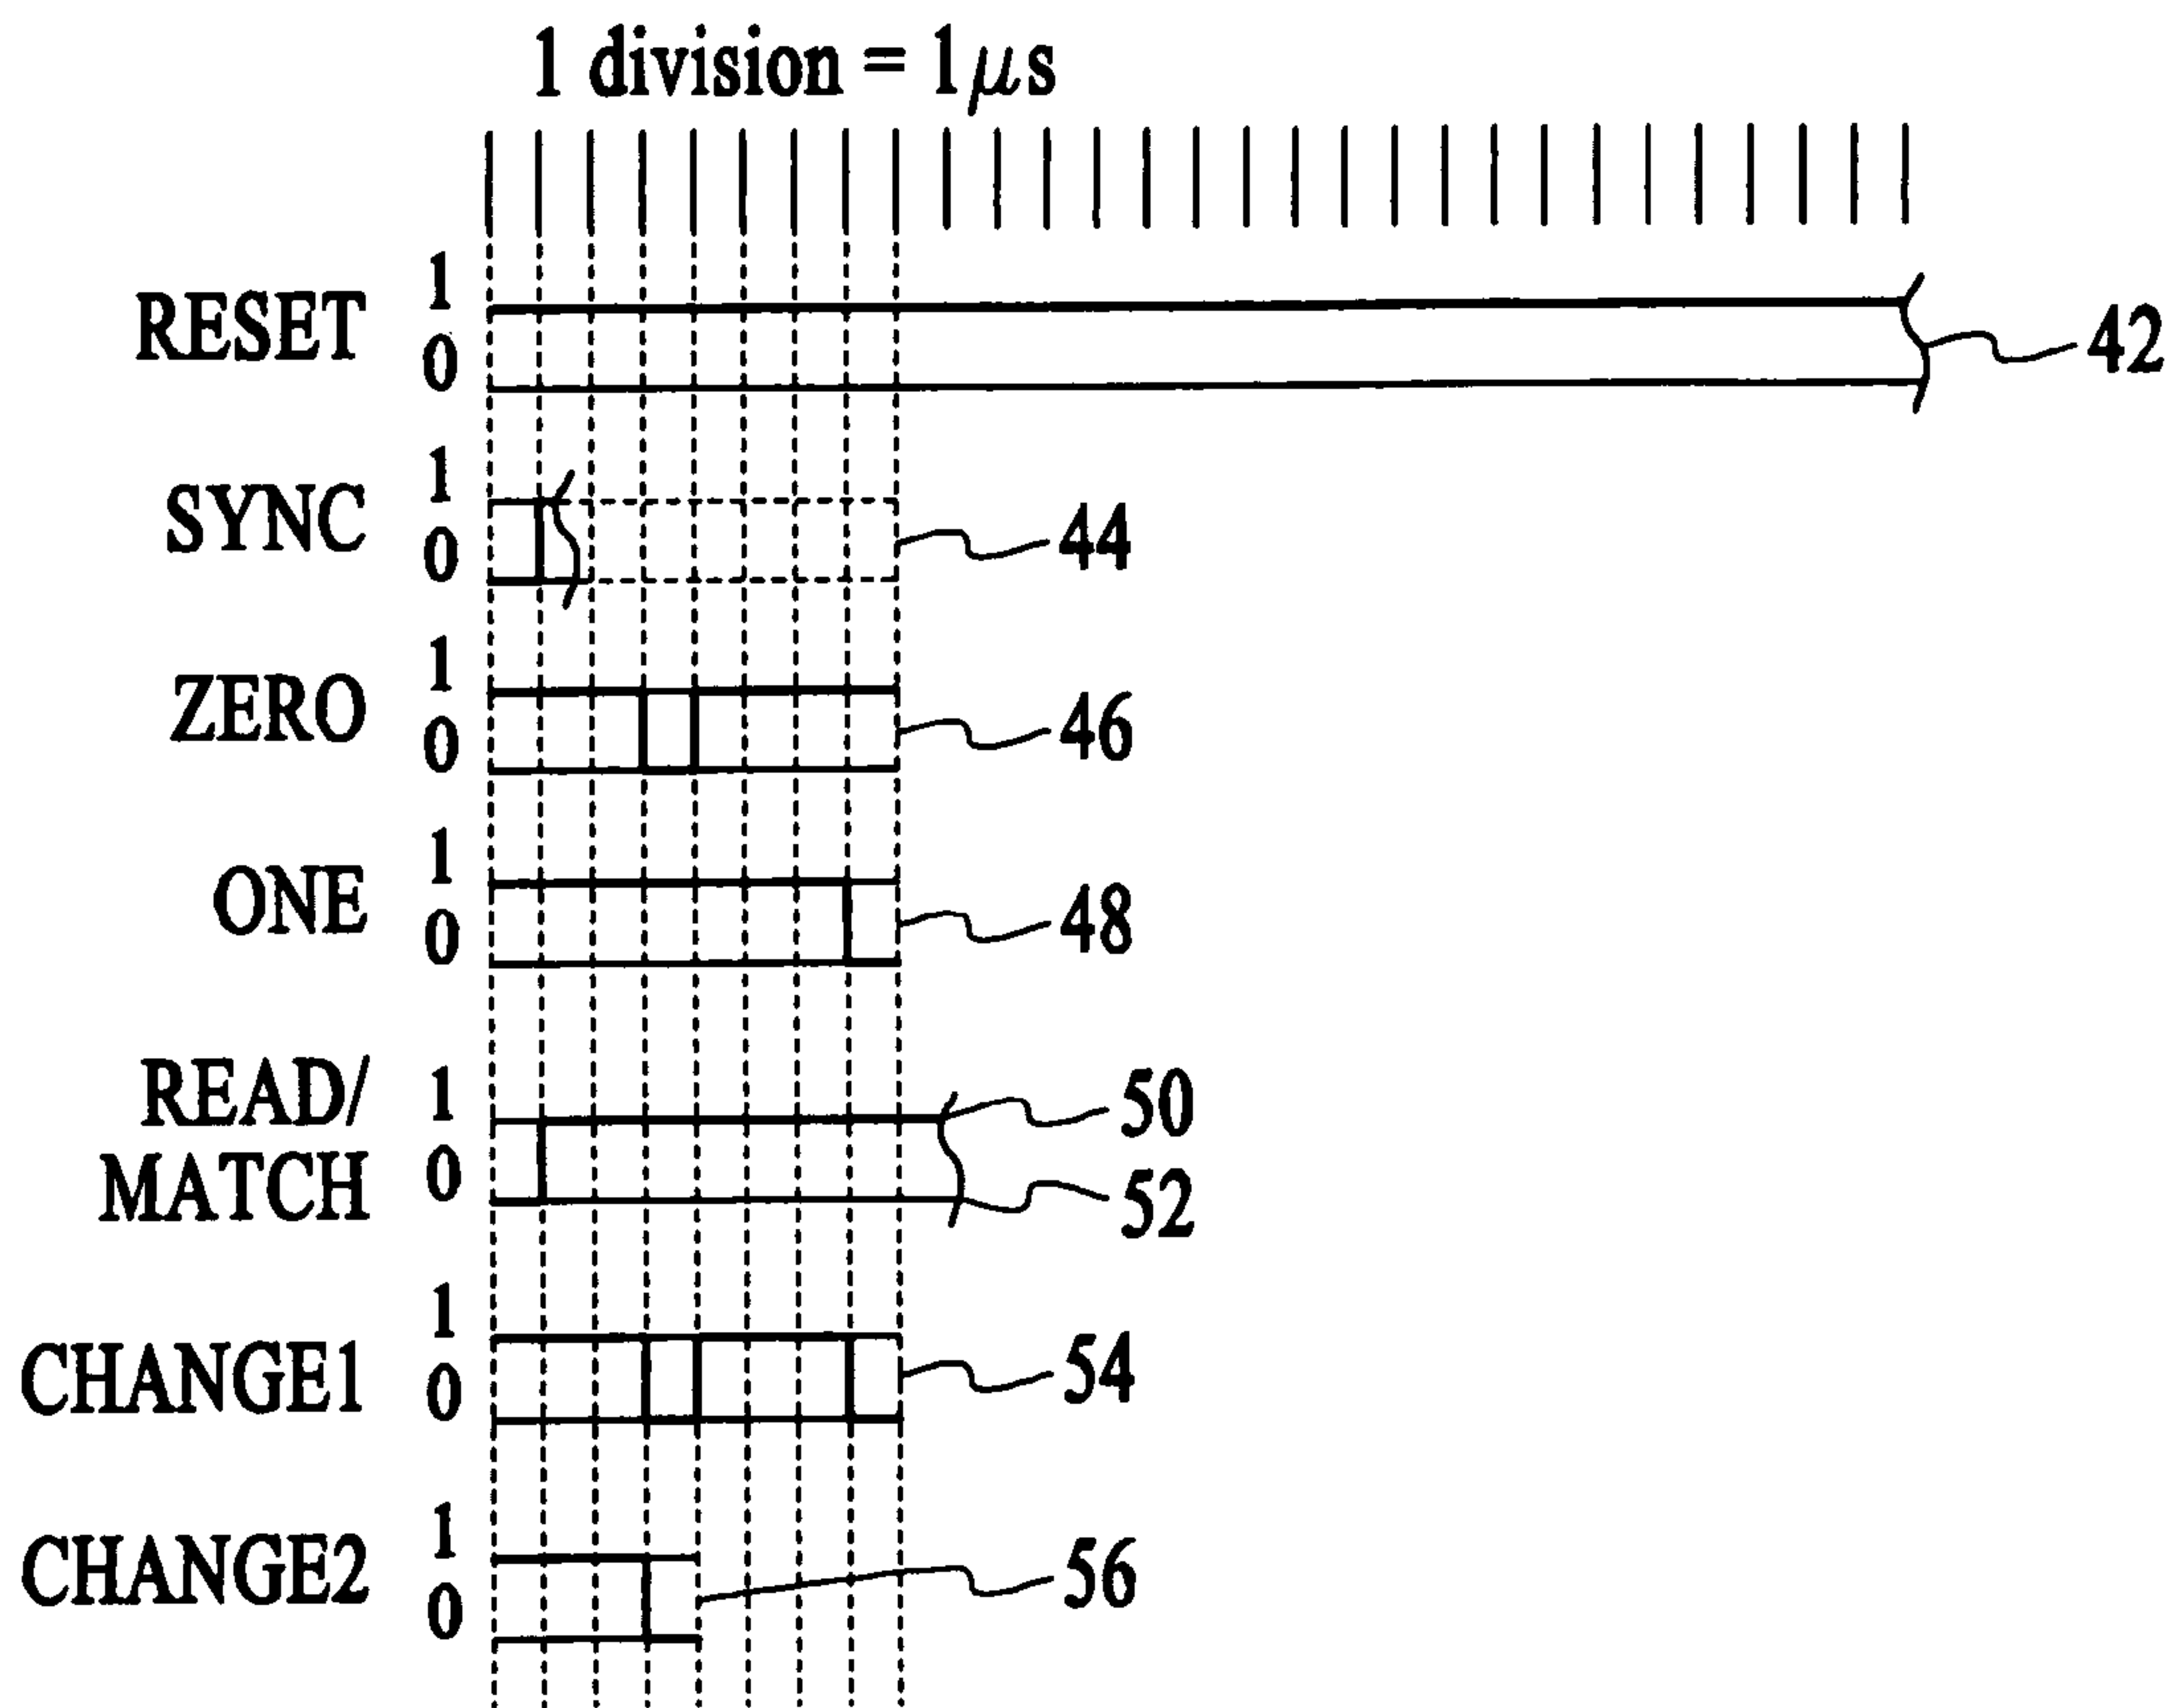 1 division = 1μs
RESET 1 0 42
SYNC 1 0 44
ZERO 1 0 46
ONE 1 0 48
READ/ 1 50
MATCH 0 52
CHANGE1 1 0 54
CHANGE2 1 0 56